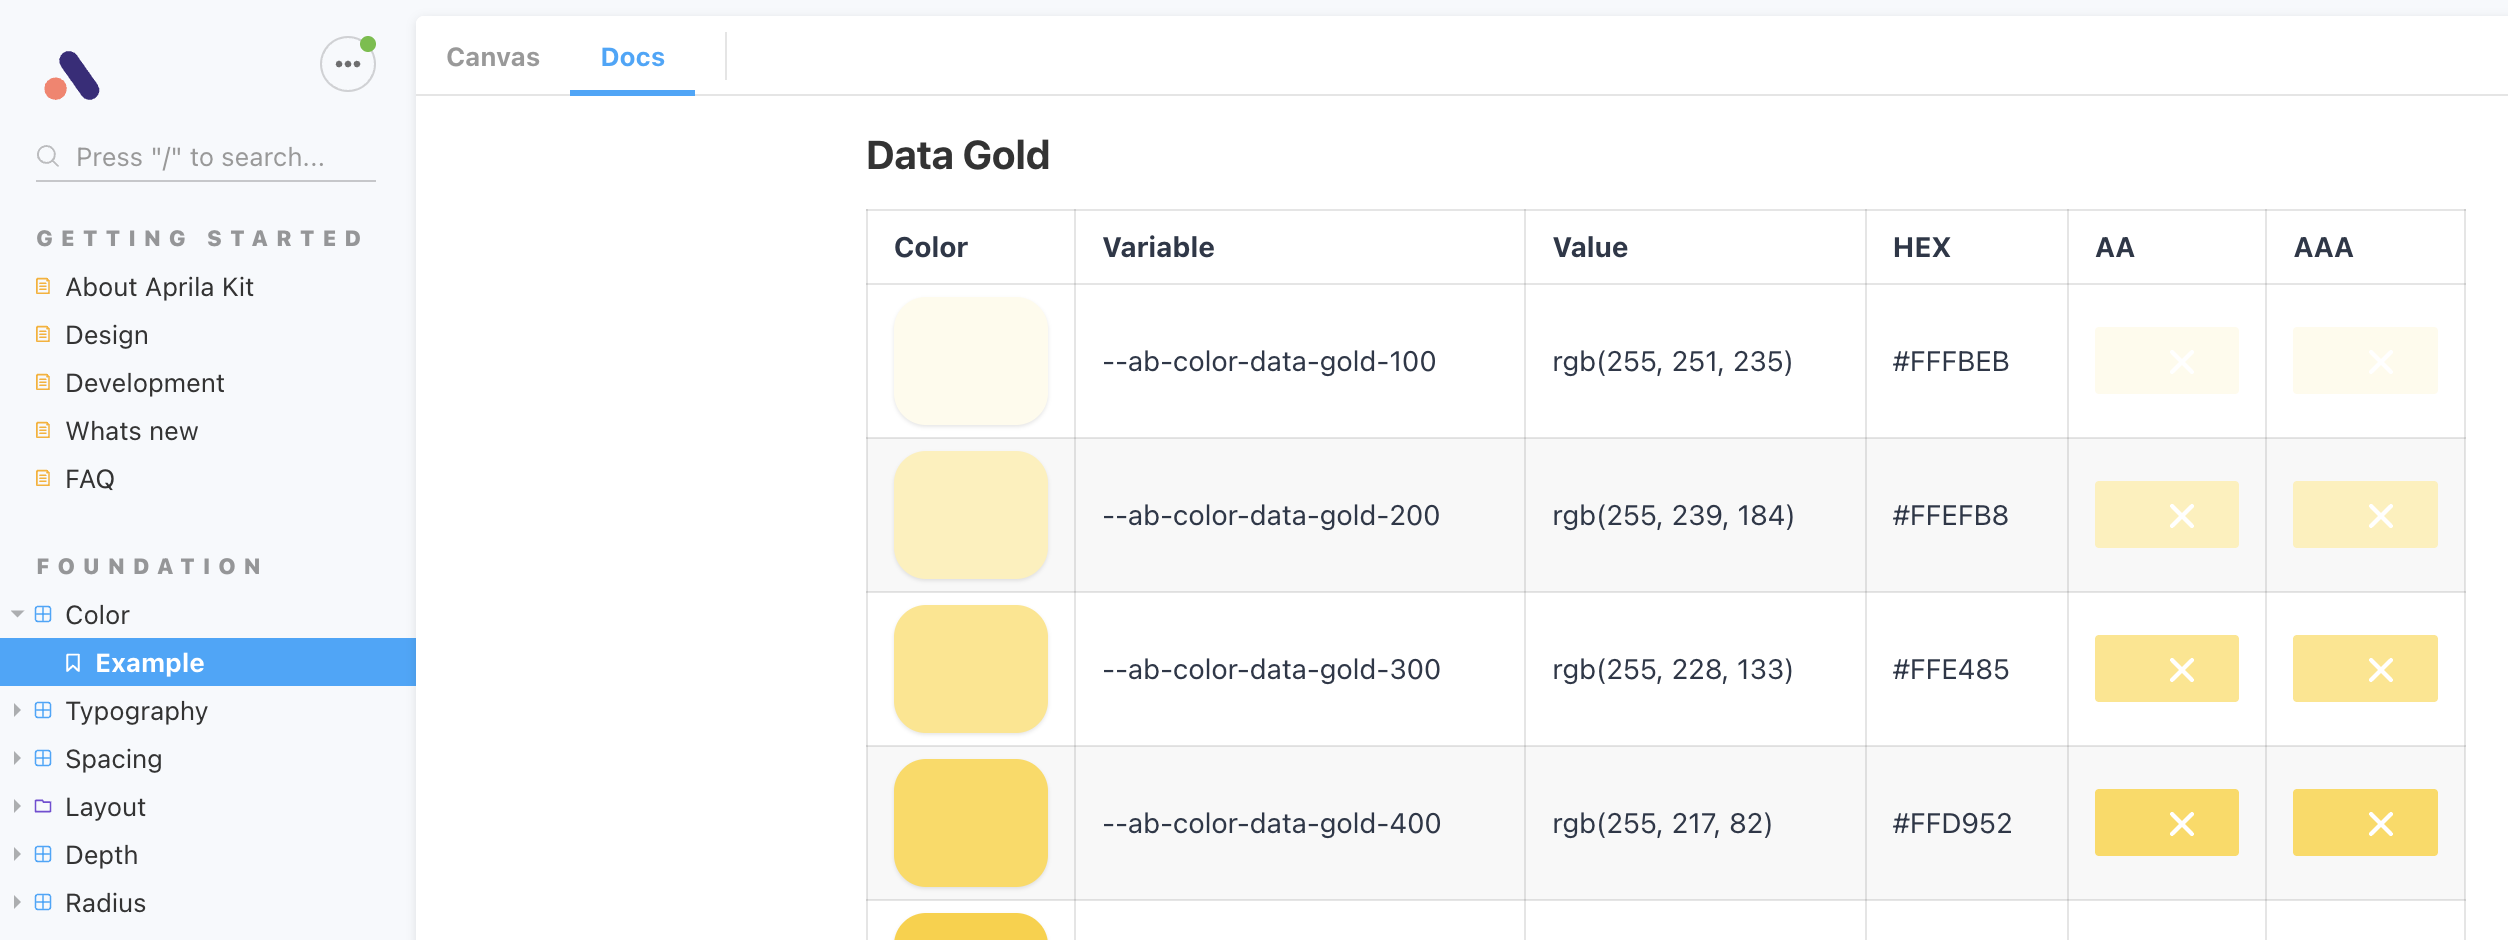 Press "/" to search...
GETTING STARTED
About Aprila Kit
Design
Development
Whats new
FAQ
FOUNDATION
Color
Example
Typography
Spacing
Layout
Depth
Radius
Canvas Docs
Data Gold
Color Variable Value HEX AA AAA
--ab-color-data-gold-100 rgb(255, 251, 235) #FFFBEB
--ab-color-data-gold-200 rgb(255, 239, 184) #FFEFB8
--ab-color-data-gold-300 rgb(255, 228, 133) #FFE485
--ab-color-data-gold-400 rgb(255, 217, 82) #FFD952